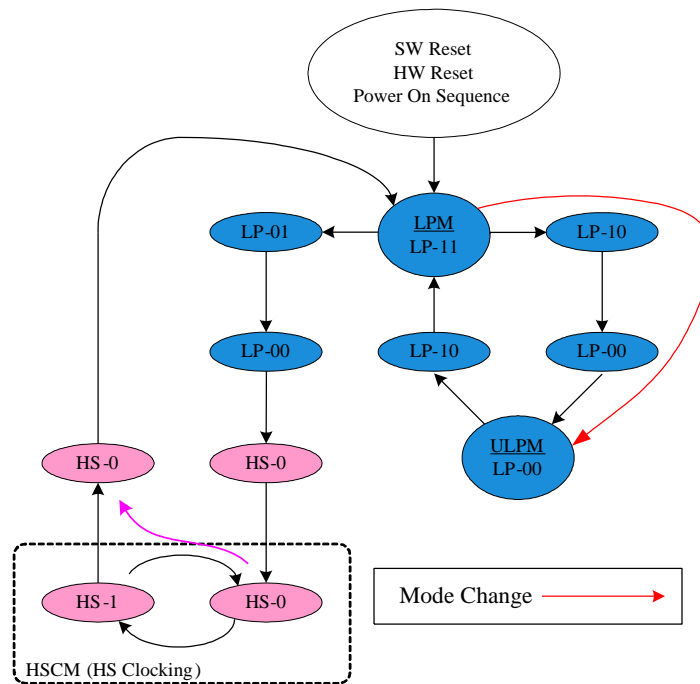 SW Reset
HW Reset
Power On Sequence
LPM
LP-11
LP-01
LP-10
LP-00
LP-10
LP-00
ULPM
LP-00
HS-0
HS-0
HS-1
HS-0
HSCM (HS Clocking)
Mode Change